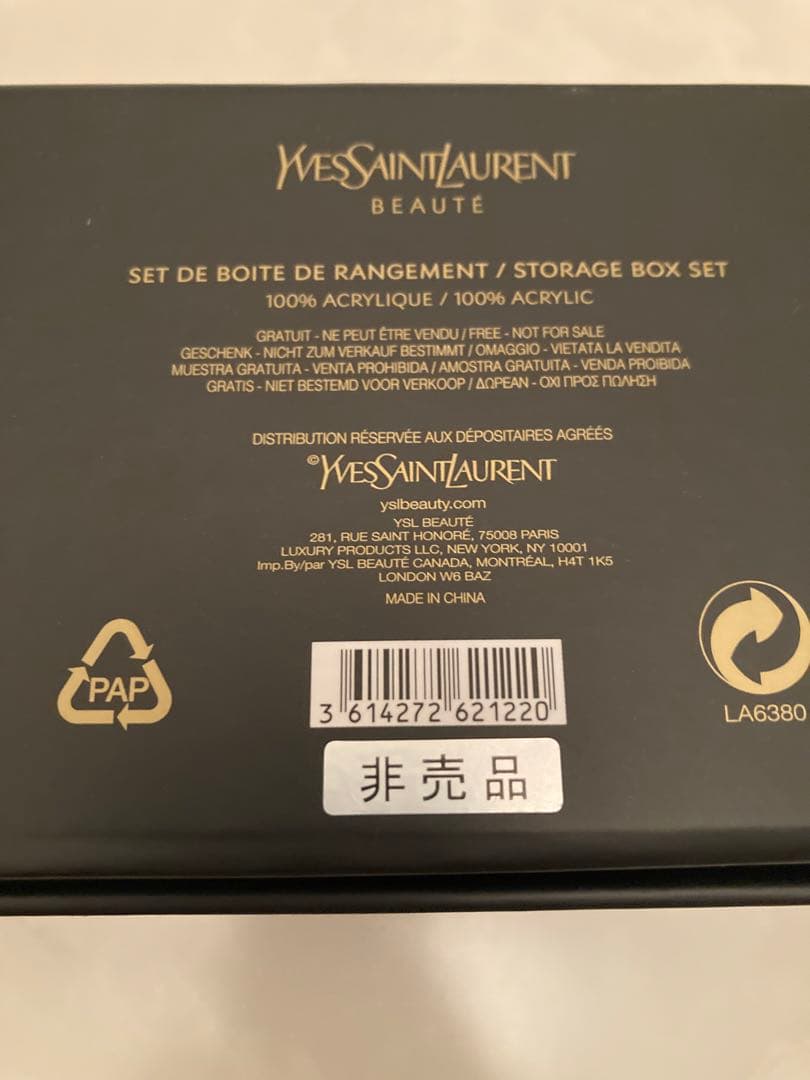 YVESSAINTLAURENT
BEAUTÉ
SET DE BOITE DE RANGEMENT / STORAGE BOX SET
100% ACRYLIQUE / 100% ACRYLIC
GRATUIT - NE PEUT ÊTRE VENDU / FREE - NOT FOR SALE
GESCHENK - NICHT ZUM VERKAUF BESTIMMT / OMAGGIO - VIETATA LA VENDITA
MUESTRA GRATUITA - VENTA PROHIBIDA / AMOSTRA GRATUITA - VENDA PROIBIDA
GRATIS - NIET BESTEMD VOOR VERKOOP / ΔΩΡΕΑΝ - ΟΧΙ ΠΡΟΣ ΠΩΛΗΣΗ
DISTRIBUTION RÉSERVÉE AUX DÉPOSITAIRES AGRÉÉS
©YVESSAINTLAURENT
yslbeauty.com
YSL BEAUTÉ
281, RUE SAINT HONORÉ, 75008 PARIS
LUXURY PRODUCTS LLC, NEW YORK, NY 10001
Imp.By/par YSL BEAUTÉ CANADA, MONTRÉAL, H4T 1K5
LONDON W6 BAZ
MADE IN CHINA
PAP
LA6380
3 614272 621220
非売品